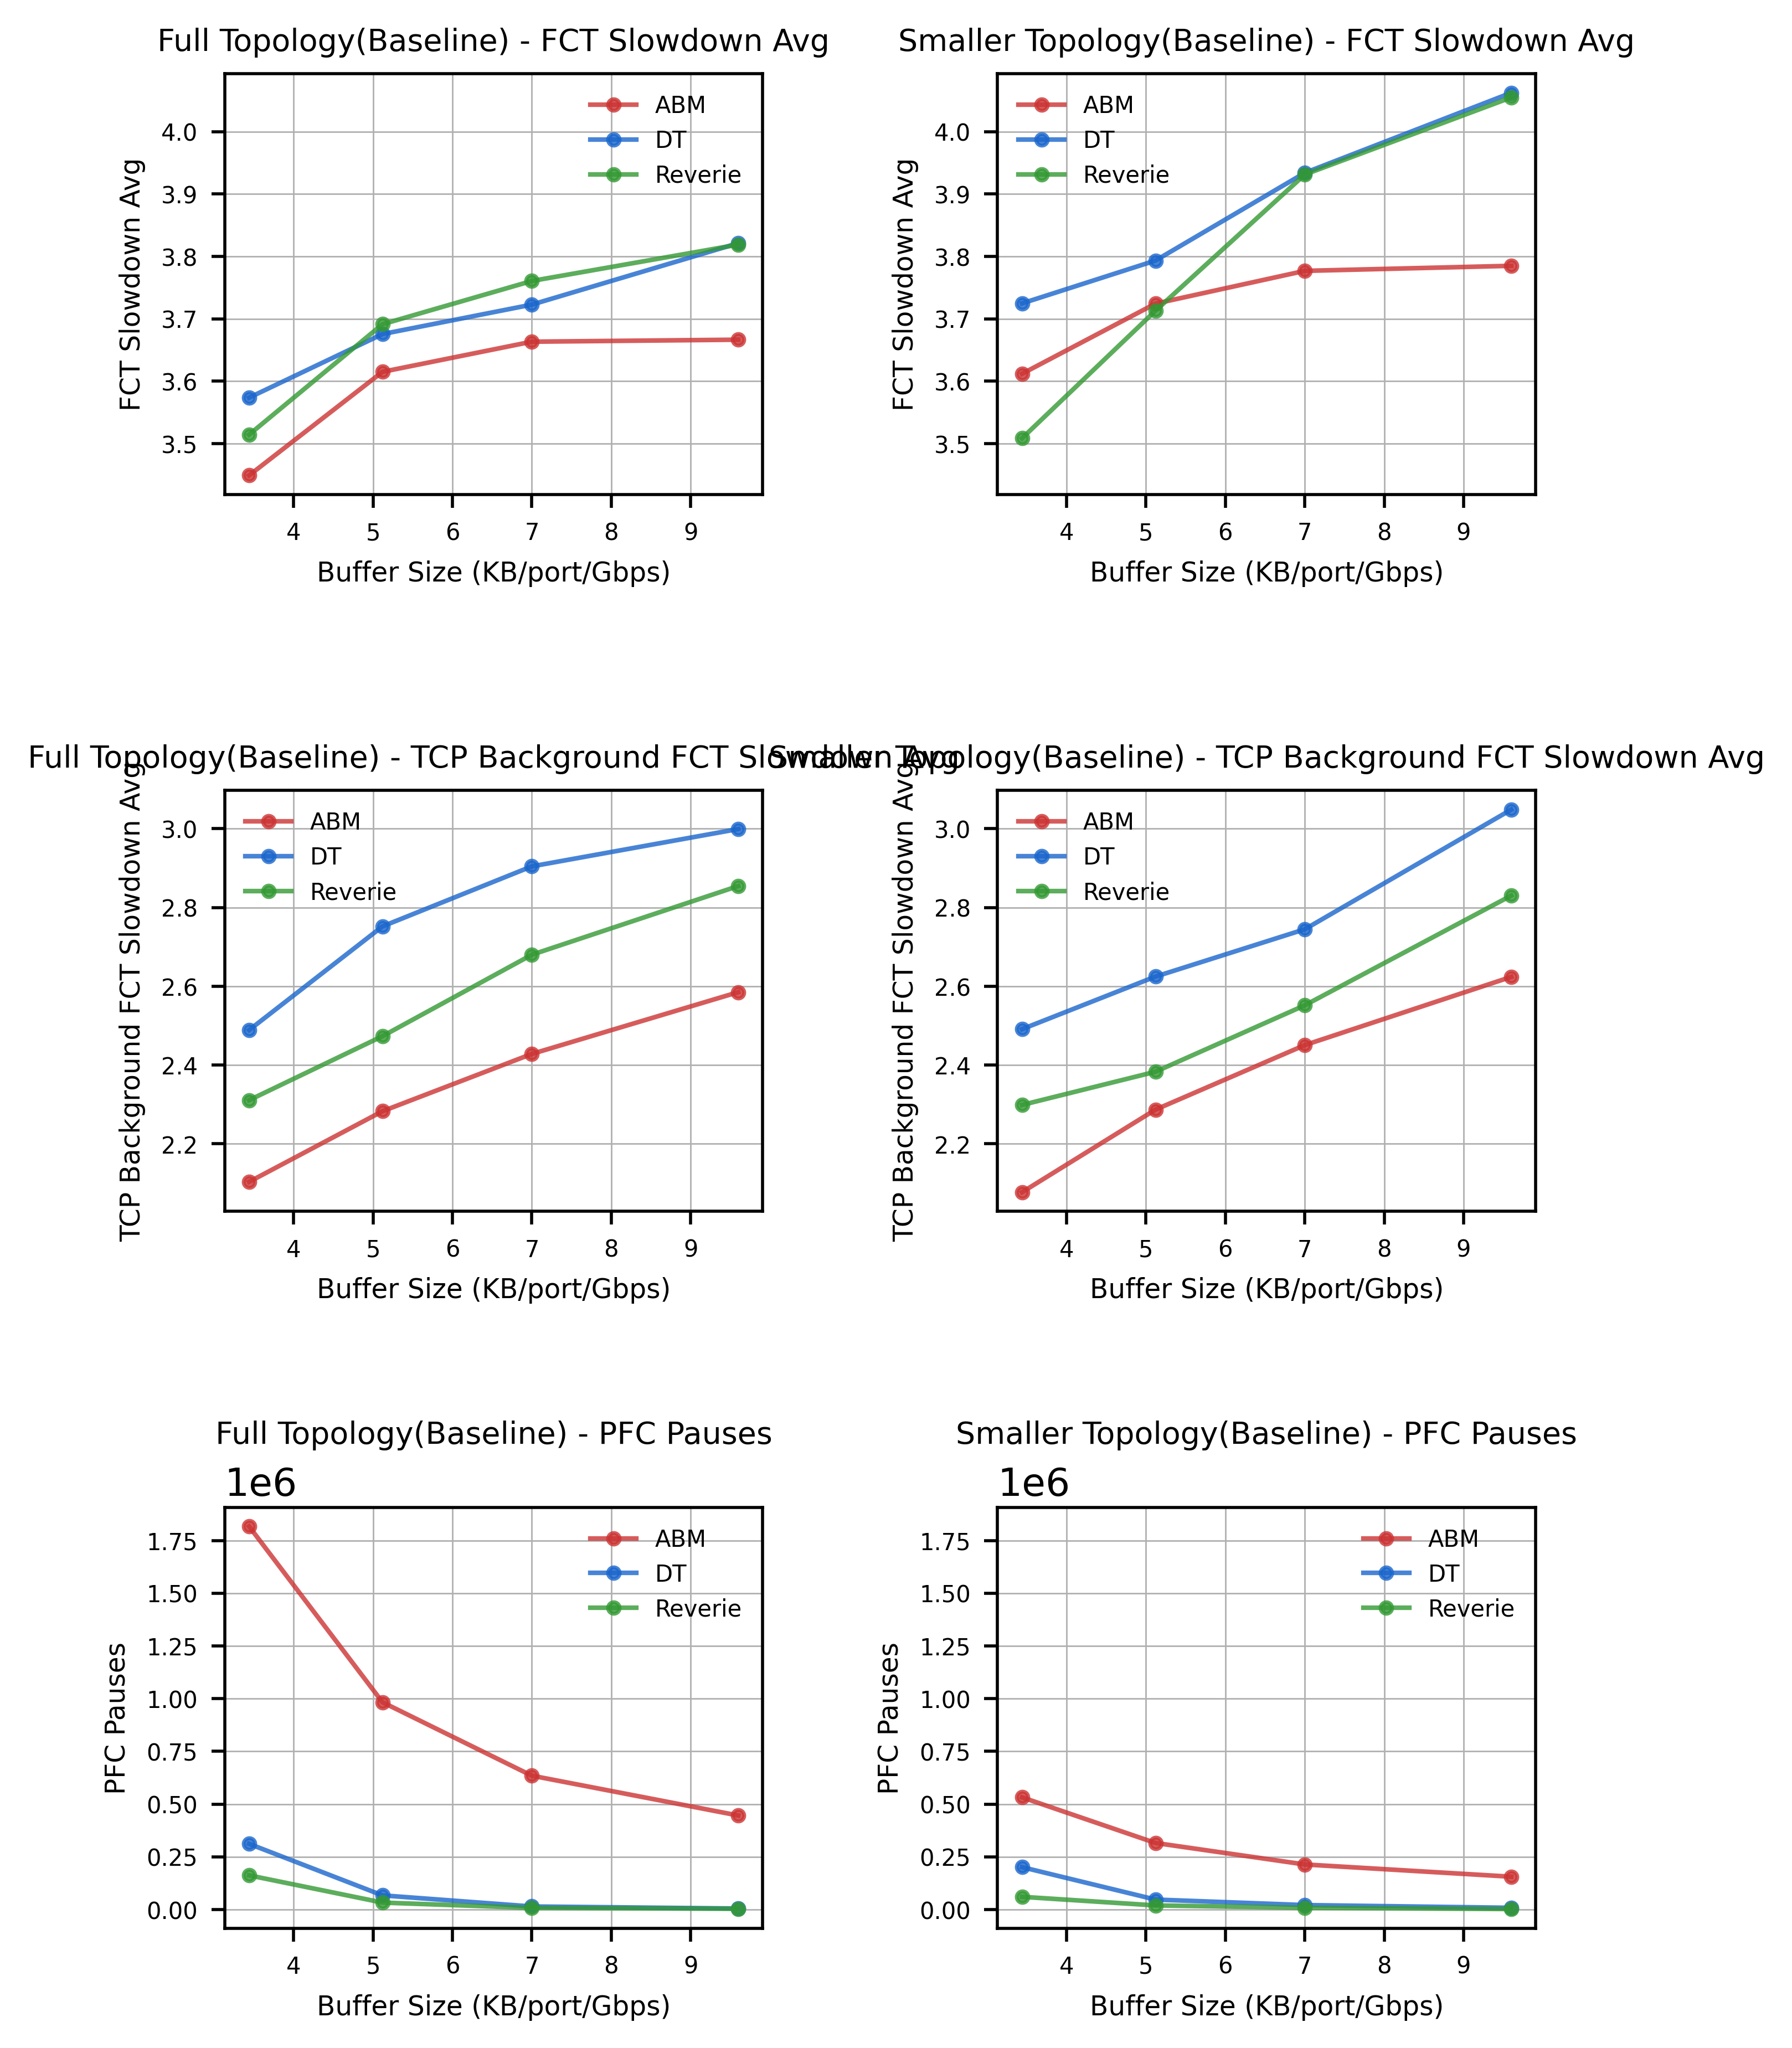 Full Topology(Baseline) - FCT Slowdown Avg
FCT Slowdown Avg
4.0
3.9
3.8
3.7
3.6
3.5
ABM
DT
Reverie
4 5 6 7 8 9
Buffer Size (KB/port/Gbps)
Smaller Topology(Baseline) - FCT Slowdown Avg
FCT Slowdown Avg
4.0
3.9
3.8
3.7
3.6
3.5
ABM
DT
Reverie
4 5 6 7 8 9
Buffer Size (KB/port/Gbps)
Full Topology(Baseline) - TCP Background FCT Slowdown Avg
TCP Background FCT Slowdown Avg
3.0
2.8
2.6
2.4
2.2
ABM
DT
Reverie
4 5 6 7 8 9
Buffer Size (KB/port/Gbps)
Smaller Topology(Baseline) - TCP Background FCT Slowdown Avg
TCP Background FCT Slowdown Avg
3.0
2.8
2.6
2.4
2.2
ABM
DT
Reverie
4 5 6 7 8 9
Buffer Size (KB/port/Gbps)
Full Topology(Baseline) - PFC Pauses
1e6
PFC Pauses
1.75
1.50
1.25
1.00
0.75
0.50
0.25
0.00
ABM
DT
Reverie
4 5 6 7 8 9
Buffer Size (KB/port/Gbps)
Smaller Topology(Baseline) - PFC Pauses
1e6
PFC Pauses
1.75
1.50
1.25
1.00
0.75
0.50
0.25
0.00
ABM
DT
Reverie
4 5 6 7 8 9
Buffer Size (KB/port/Gbps)